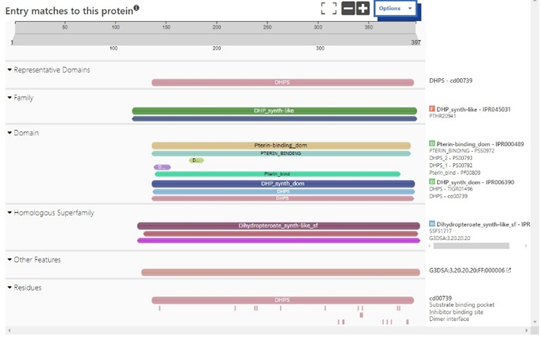 Entry matches to this protein
Options
1
50
100
150
200
250
300
350
397
50
100
150
200
250
300
350
Representative Domains
DHPS
DHPS - cd00739
Family
DHP_synth-like
F DHP_synth-like - IPR045031
PTHR20941
Domain
Pterin-binding_dom
D Pterin-binding_dom - IPR000489
PTERIN_BINDING
PTERIN_BINDING - PS50972
D...
DHPS_2 - PS00793
D...
DHPS_1 - PS00792
Pterin_bind
Pterin_bind - PF00809
DHP_synth_dom
D DHP_synth_dom - IPR006390
DHPS
DHPS - TIGR01496
DHPS
DHPS - cd00739
Homologous Superfamily
Dihydropteroate_synth-like_sf
H Dihydropteroate_synth-like_sf - IPR
SSF51717
G3DSA:3.20.20.20
Other Features
G3DSA:3.20.20.20:FF:000006
Residues
DHPS
cd00739
Substrate binding pocket
Inhibitor binding site
Dimer interface